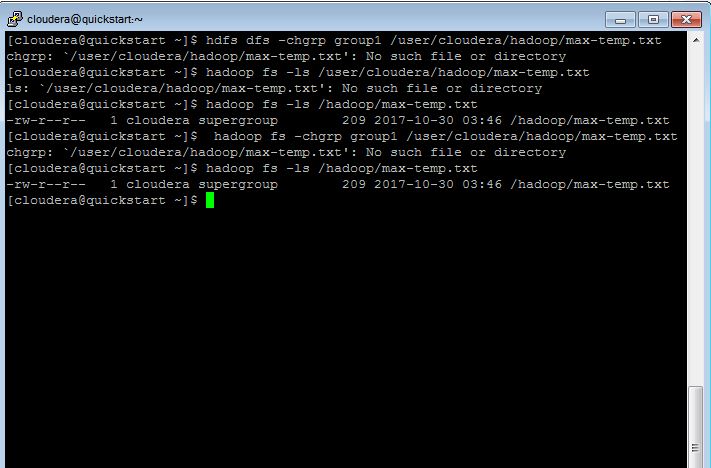 cloudera@quickstart:~
[cloudera@quickstart ~]$ hdfs dfs -chgrp group1 /user/cloudera/hadoop/max-temp.txt
chgrp: `/user/cloudera/hadoop/max-temp.txt': No such file or directory
[cloudera@quickstart ~]$ hadoop fs -ls /user/cloudera/hadoop/max-temp.txt
ls: `/user/cloudera/hadoop/max-temp.txt': No such file or directory
[cloudera@quickstart ~]$ hadoop fs -ls /hadoop/max-temp.txt
-rw-r--r--   1 cloudera supergroup        209 2017-10-30 03:46 /hadoop/max-temp.txt
[cloudera@quickstart ~]$  hadoop fs -chgrp group1 /user/cloudera/hadoop/max-temp.txt
chgrp: `/user/cloudera/hadoop/max-temp.txt': No such file or directory
[cloudera@quickstart ~]$ hadoop fs -ls /hadoop/max-temp.txt
-rw-r--r--   1 cloudera supergroup        209 2017-10-30 03:46 /hadoop/max-temp.txt
[cloudera@quickstart ~]$